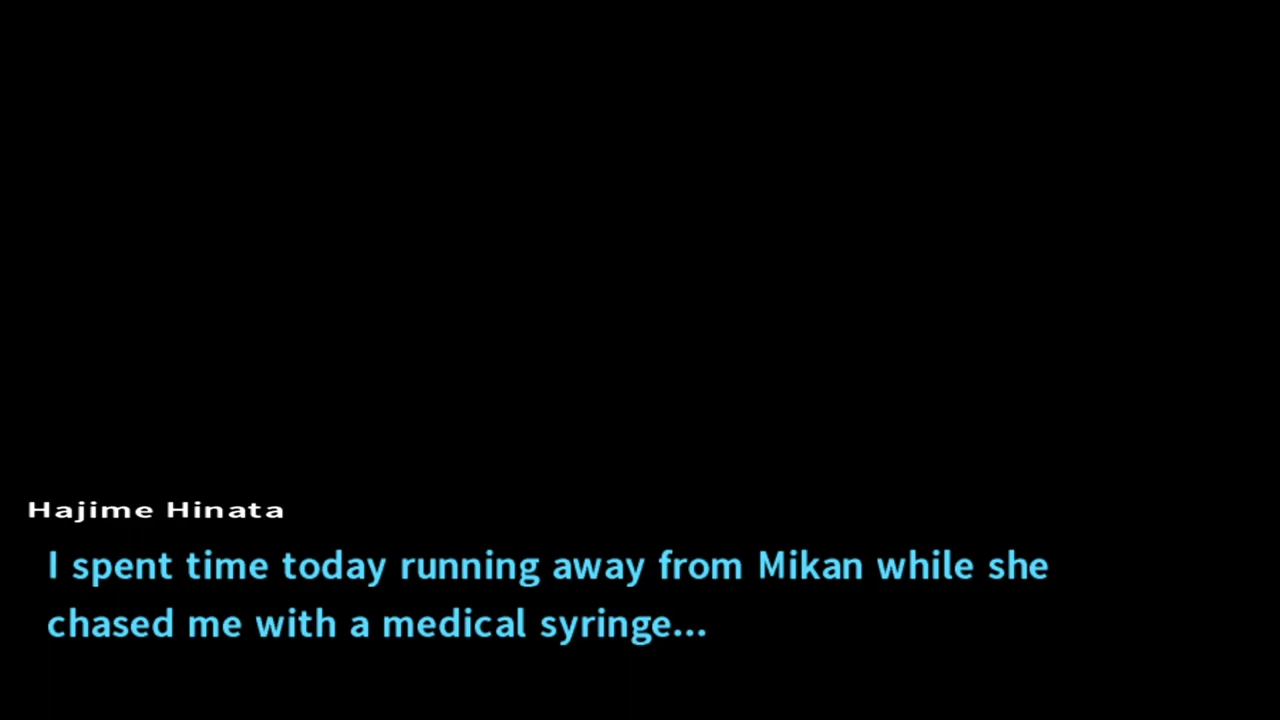 Hajime Hinata
I spent time today running away from Mikan while she
chased me with a medical syringe...